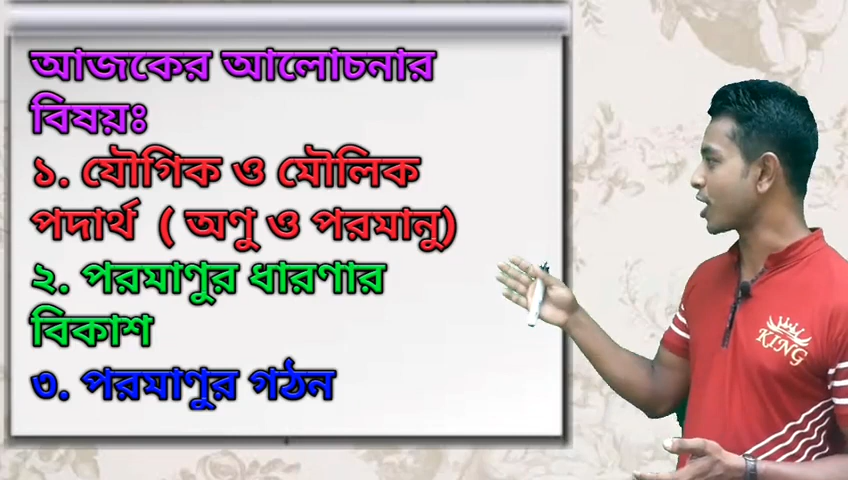 আজকের আলোচনার
বিষয়ঃ
১. যৌগিক ও মৌলিক
পদার্থ ( অণু ও পরমানু)
২. পরমাণুর ধারণার
বিকাশ
৩. পরমাণুর গঠন
KING